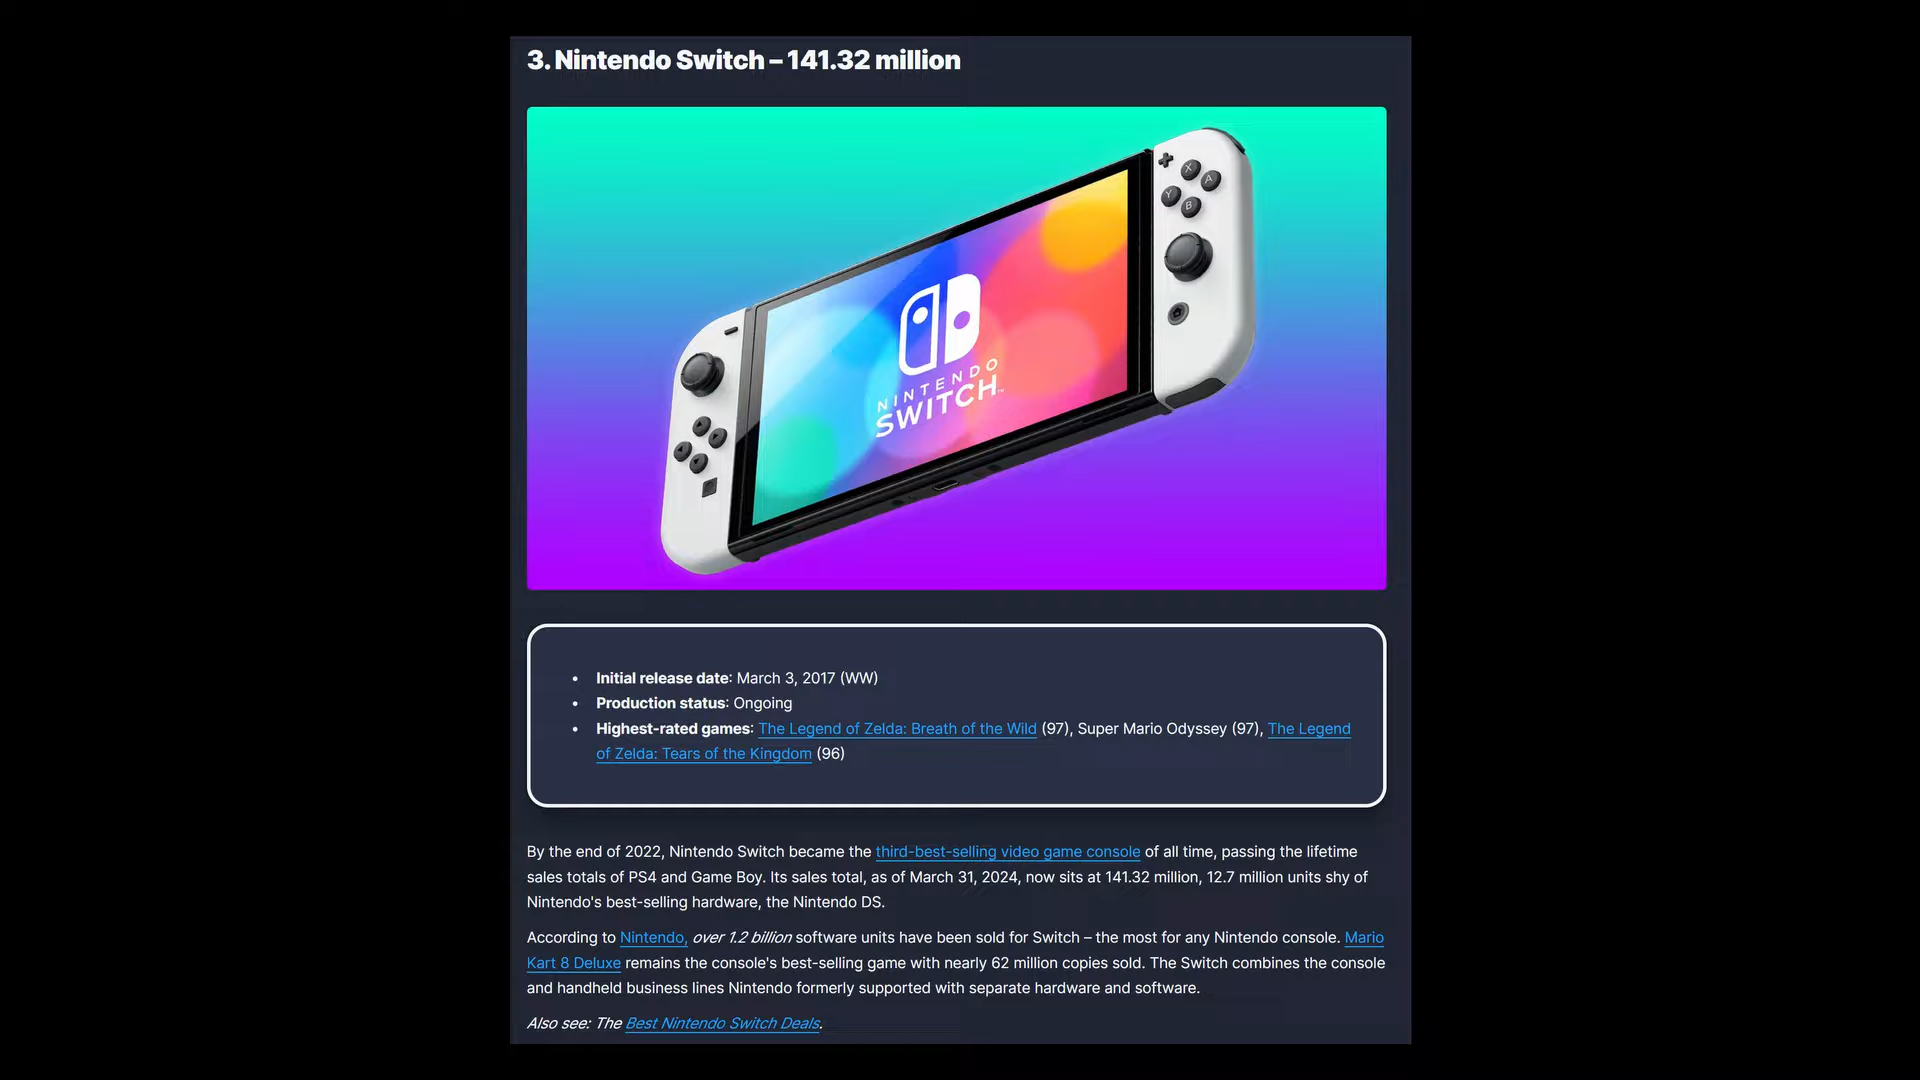 3. Nintendo Switch – 141.32 million
X
A
Y
B
NINTENDO
SWITCH™
• Initial release date: March 3, 2017 (WW)
• Production status: Ongoing
• Highest-rated games: The Legend of Zelda: Breath of the Wild (97), Super Mario Odyssey (97), The Legend
of Zelda: Tears of the Kingdom (96)
By the end of 2022, Nintendo Switch became the third-best-selling video game console of all time, passing the lifetime
sales totals of PS4 and Game Boy. Its sales total, as of March 31, 2024, now sits at 141.32 million, 12.7 million units shy of
Nintendo's best-selling hardware, the Nintendo DS.
According to Nintendo, over 1.2 billion software units have been sold for Switch – the most for any Nintendo console. Mario
Kart 8 Deluxe remains the console's best-selling game with nearly 62 million copies sold. The Switch combines the console
and handheld business lines Nintendo formerly supported with separate hardware and software.
Also see: The Best Nintendo Switch Deals.